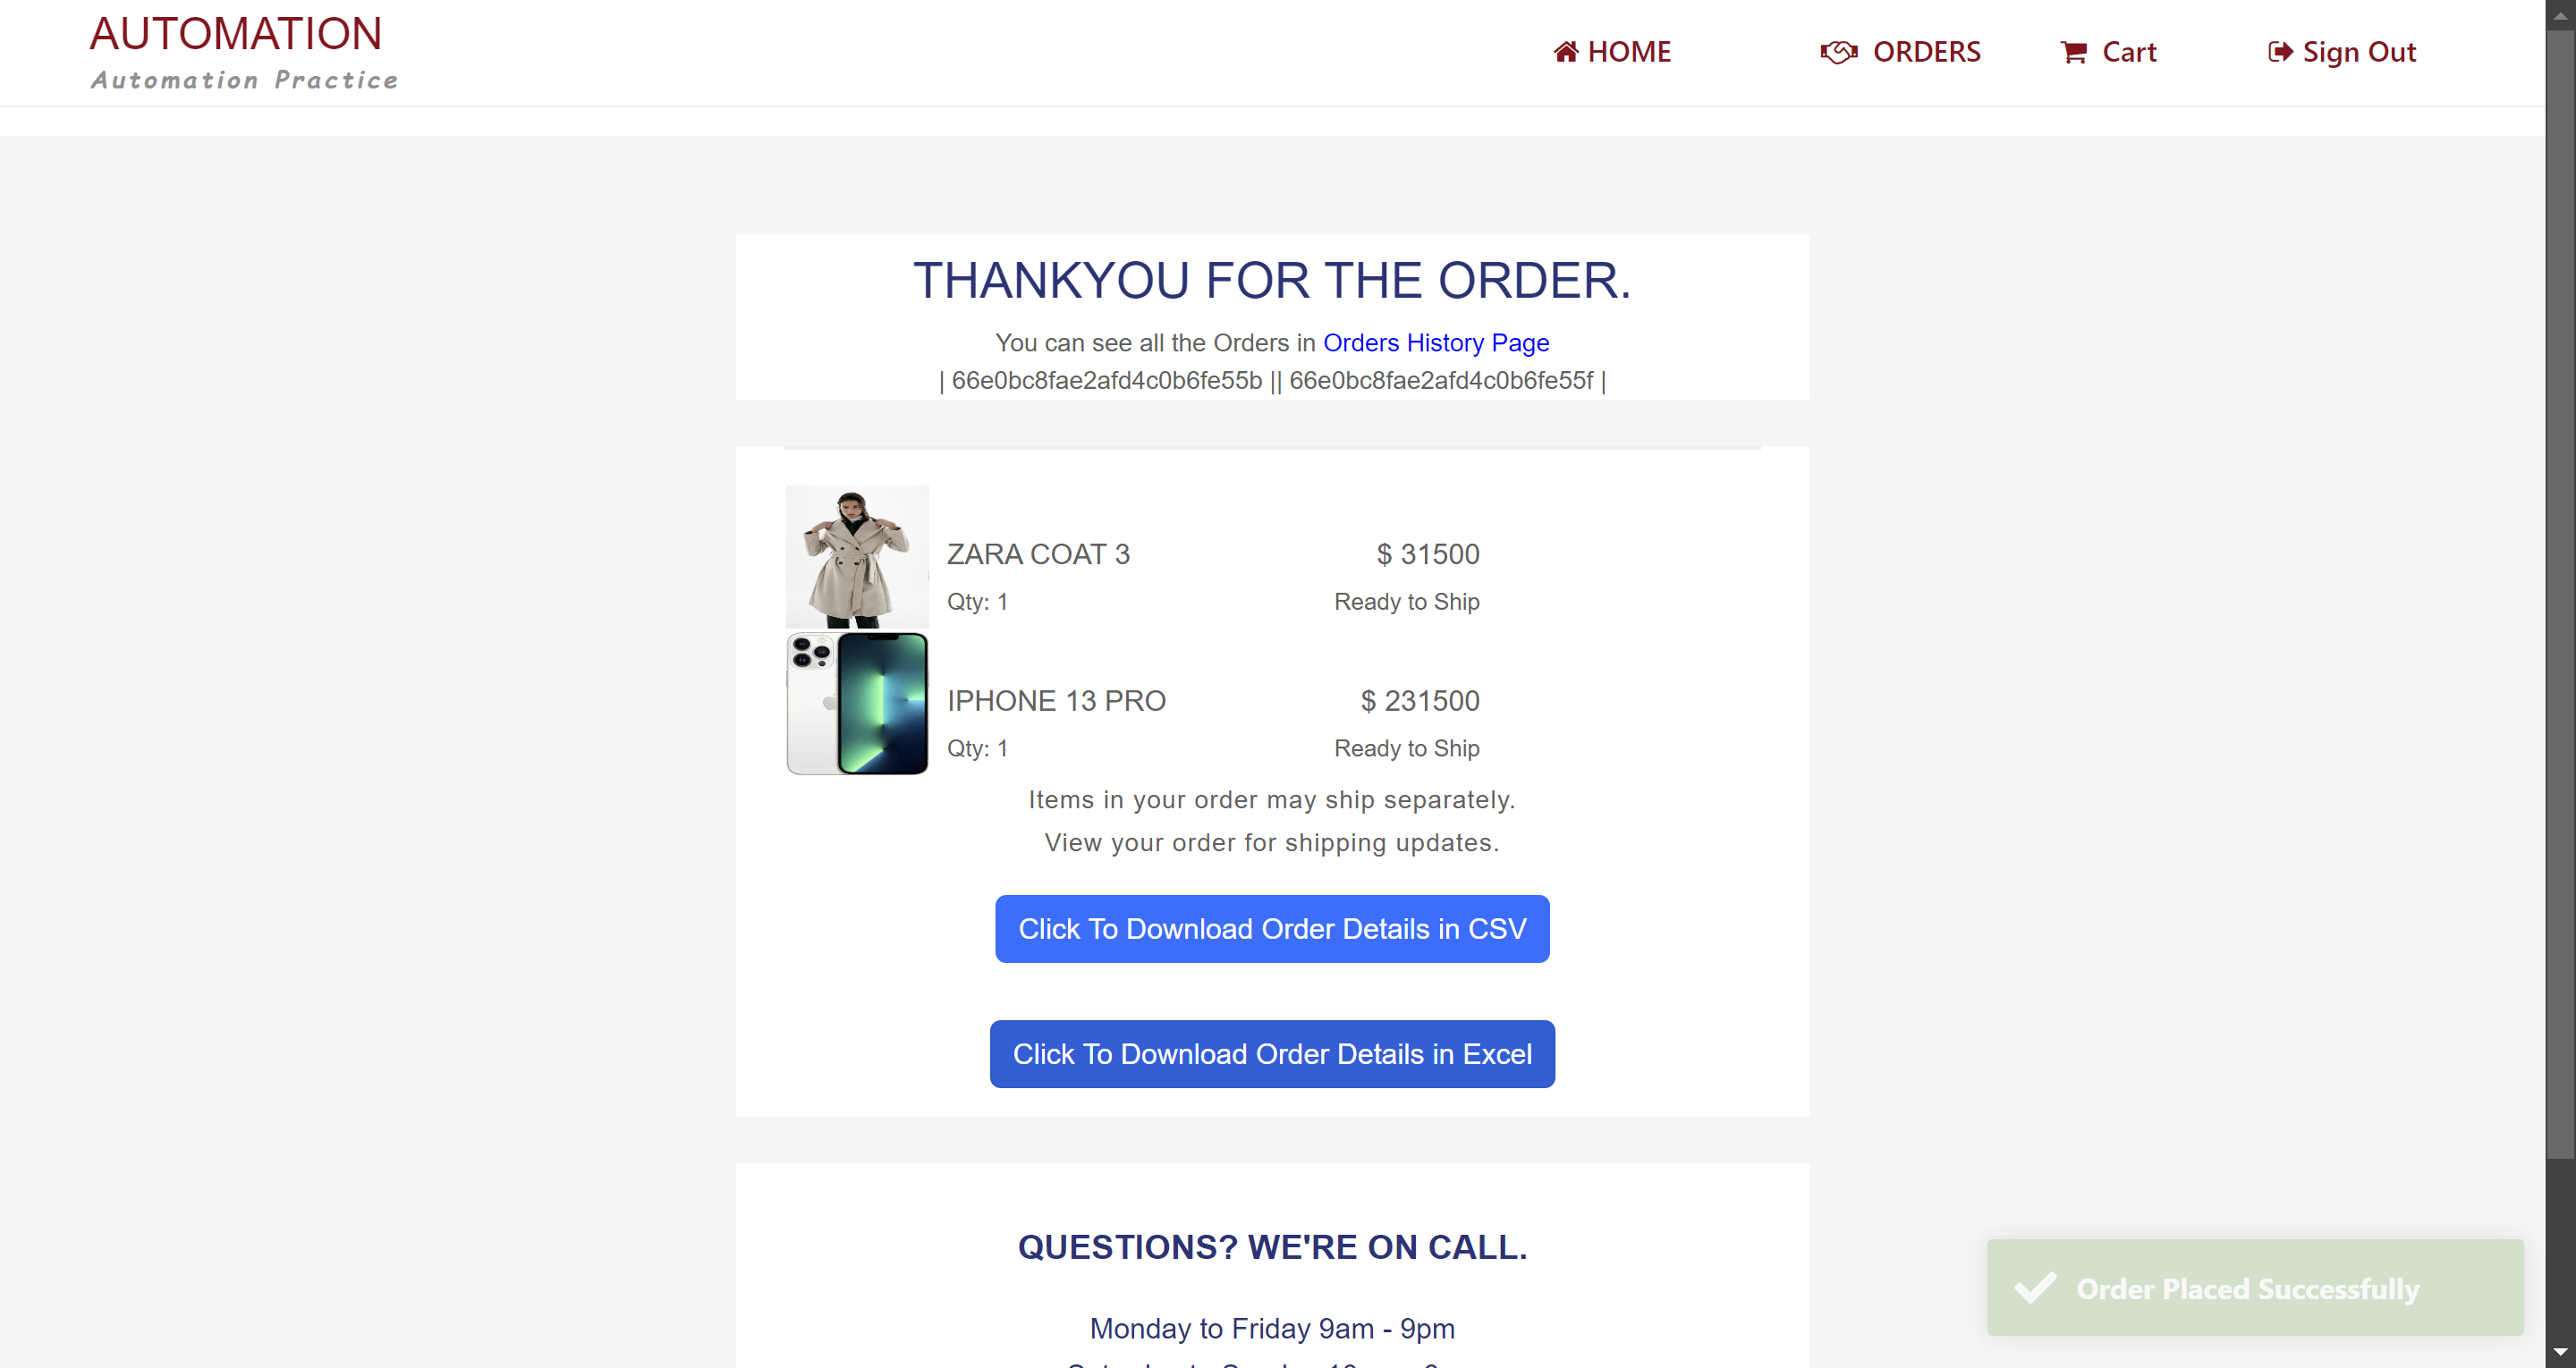 AUTOMATION
Automation Practice
HOME
ORDERS
Cart
Sign Out
THANKYOU FOR THE ORDER.
You can see all the Orders in Orders History Page
| 66e0bc8fae2afd4c0b6fe55b || 66e0bc8fae2afd4c0b6fe55f |
ZARA COAT 3
$ 31500
Qty: 1
Ready to Ship
IPHONE 13 PRO
$ 231500
Qty: 1
Ready to Ship
Items in your order may ship separately.
View your order for shipping updates.
Click To Download Order Details in CSV
Click To Download Order Details in Excel
QUESTIONS? WE'RE ON CALL.
Order Placed Successfully
Monday to Friday 9am - 9pm